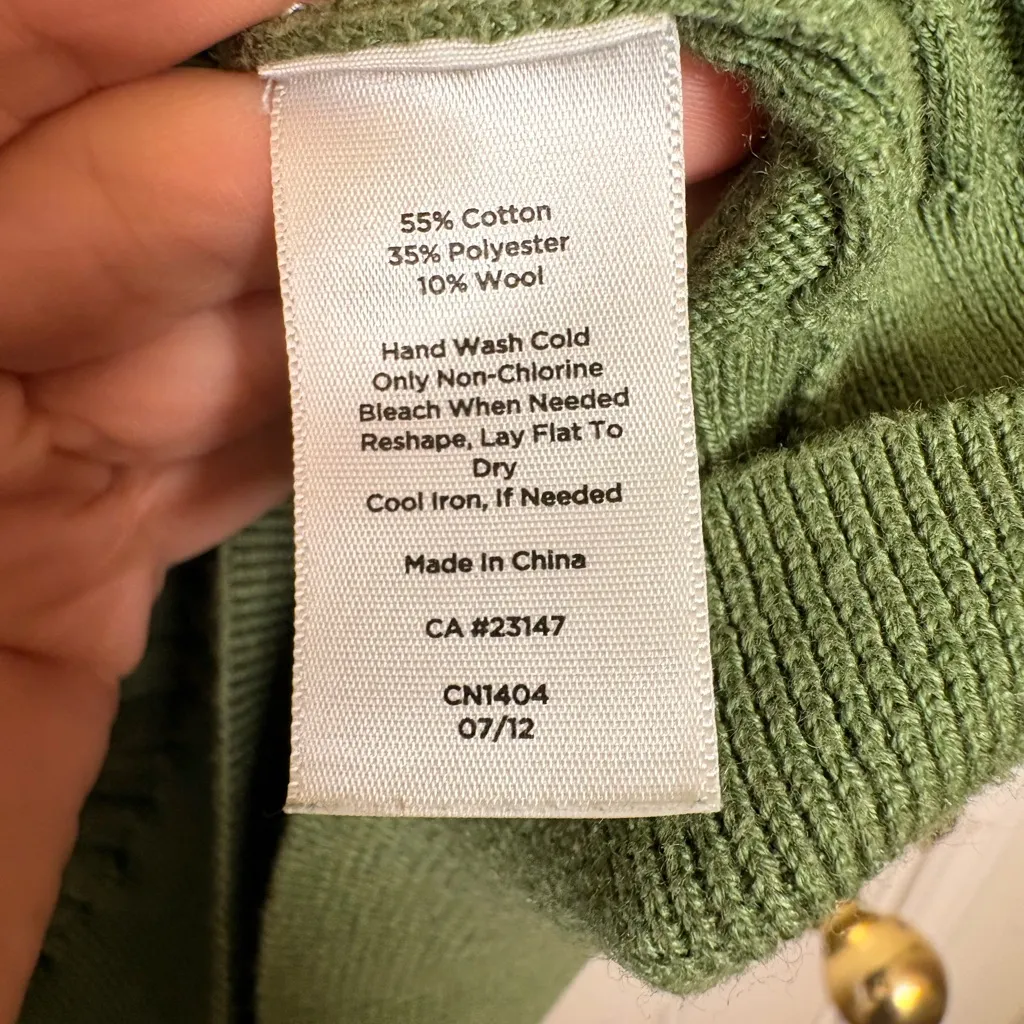 55% Cotton
35% Polyester
10% Wool
Hand Wash Cold
Only Non-Chlorine
Bleach When Needed
Reshape, Lay Flat To
Dry
Cool Iron, If Needed
Made In China
CA #23147
CN1404
07/12